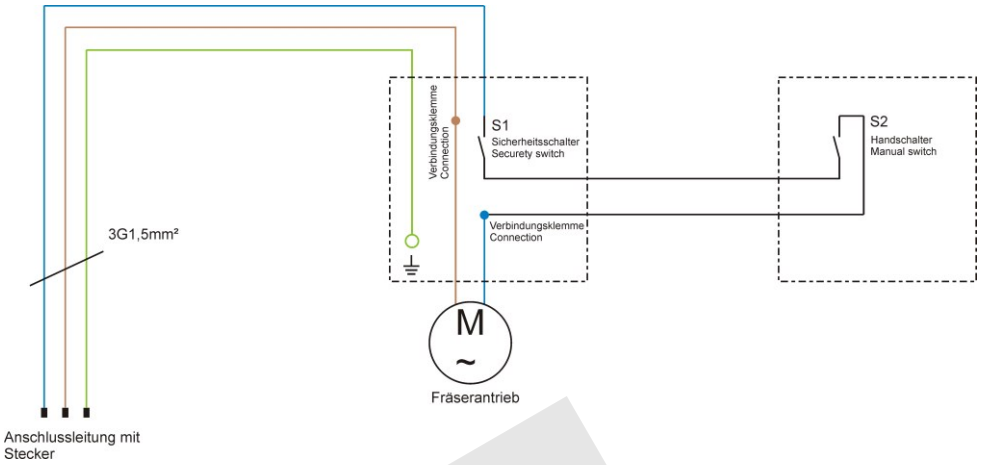 Verbindungsklemme
Connection
S1
Sicherheitsschalter
Securety switch
S2
Handschalter
Manual switch
Verbindungsklemme
Connection
3G1,5mm²
M
~
Fräserantrieb
Anschlussleitung mit
Stecker